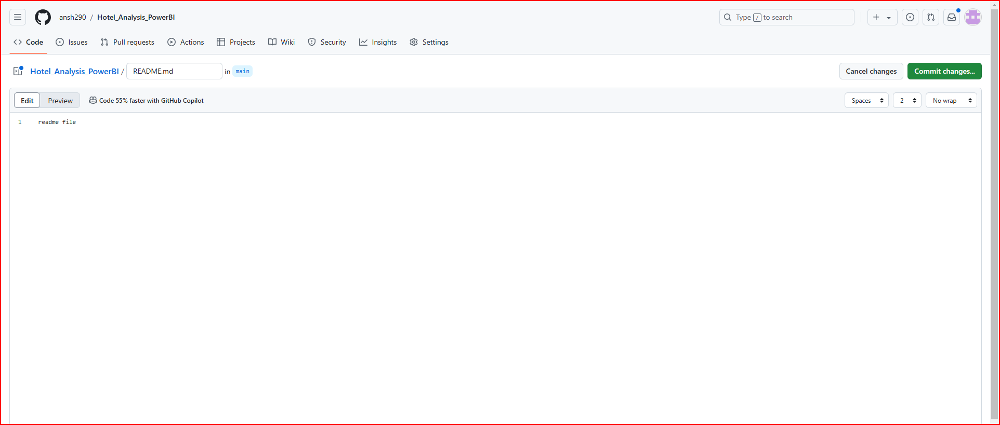 ansh290 / Hotel_Analysis_PowerBI Type / to search
Code Issues Pull requests Actions Projects Wiki Security Insights Settings
Hotel_Analysis_PowerBI / README.md in main Cancel changes Commit changes...
Edit Preview Code 55% faster with GitHub Copilot Spaces 2 No wrap
1 readme file